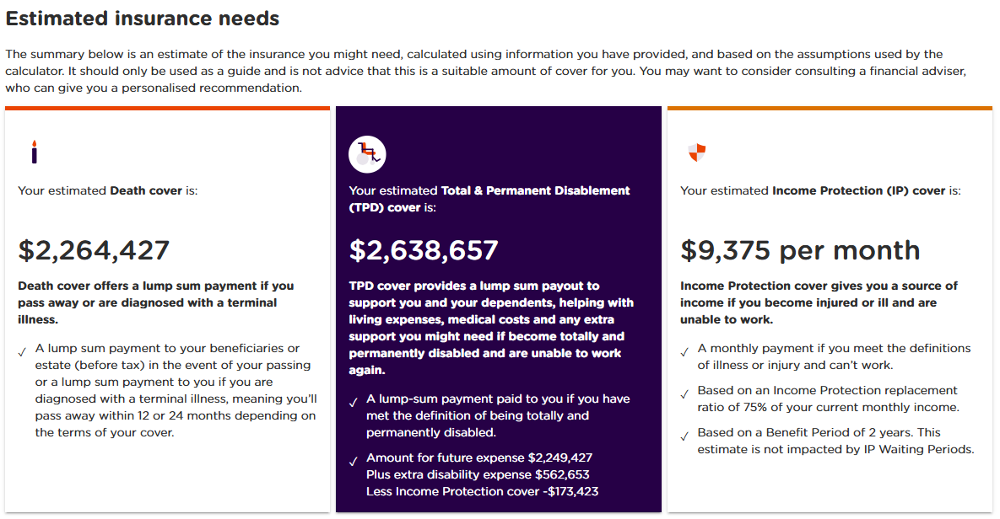 Estimated insurance needs
The summary below is an estimate of the insurance you might need, calculated using information you have provided, and based on the assumptions used by the
calculator. It should only be used as a guide and is not advice that this is a suitable amount of cover for you. You may want to consider consulting a financial adviser,
who can give you a personalised recommendation.
Your estimated Death cover is:
$2,264,427
Death cover offers a lump sum payment if you
pass away or are diagnosed with a terminal
illness.
A lump sum payment to your beneficiaries or
estate (before tax) in the event of your passing
or a lump sum payment to you if you are
diagnosed with a terminal illness, meaning you'll
pass away within 12 or 24 months depending on
the terms of your cover.
Your estimated Total & Permanent Disablement
(TPD) cover is:
$2,638,657
TPD cover provides a lump sum payout to
support you and your dependents, helping with
living expenses, medical costs and any extra
support you might need if become totally and
permanently disabled and are unable to work
again.
A lump-sum payment paid to you if you have
met the definition of being totally and
permanently disabled.
Amount for future expense $2,249,427
Plus extra disability expense $562,653
Less Income Protection cover -$173,423
Your estimated Income Protection (IP) cover is:
$9,375 per month
Income Protection cover gives you a source of
income if you become injured or ill and are
unable to work.
A monthly payment if you meet the definitions
of illness or injury and can't work.
Based on an Income Protection replacement
ratio of 75% of your current monthly income.
Based on a Benefit Period of 2 years. This
estimate is not impacted by IP Waiting Periods.